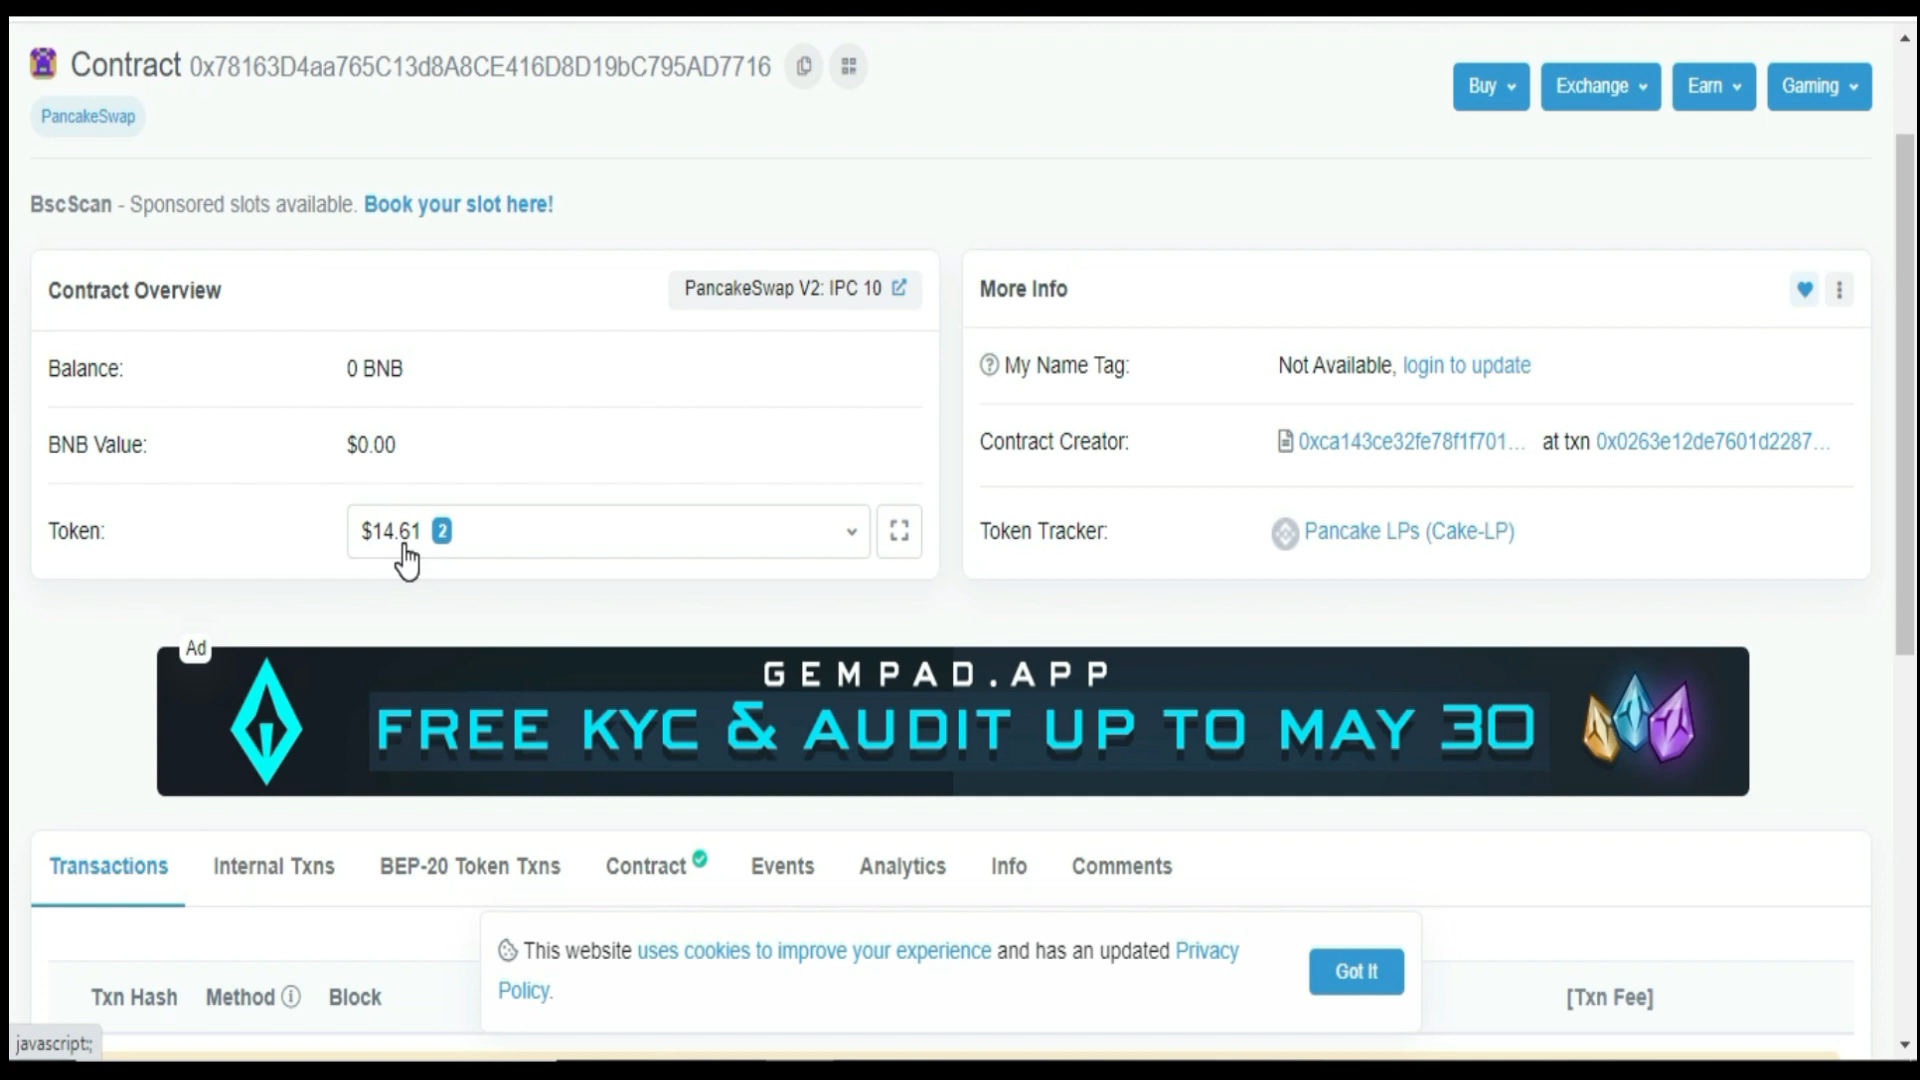 Contract 0x78163D4aa765C13d8A8CE416D8D19bC795AD7716
Buy Exchange Earn Gaming
PancakeSwap
BscScan - Sponsored slots available. Book your slot here!
Contract Overview PancakeSwap V2: IPC 10
Balance: 0 BNB
BNB Value: $0.00
Token: $14.61 2
More Info
My Name Tag: Not Available, login to update
Contract Creator: 0xca143ce32fe78f1f701... at txn 0x0263e12de7601d2287...
Token Tracker: Pancake LPs (Cake-LP)
Ad
GEMPAD.APP
FREE KYC & AUDIT UP TO MAY 30
Transactions Internal Txns BEP-20 Token Txns Contract Events Analytics Info Comments
This website uses cookies to improve your experience and has an updated Privacy
Policy.
Got It
Txn Hash Method Block [Txn Fee]
javascript:;